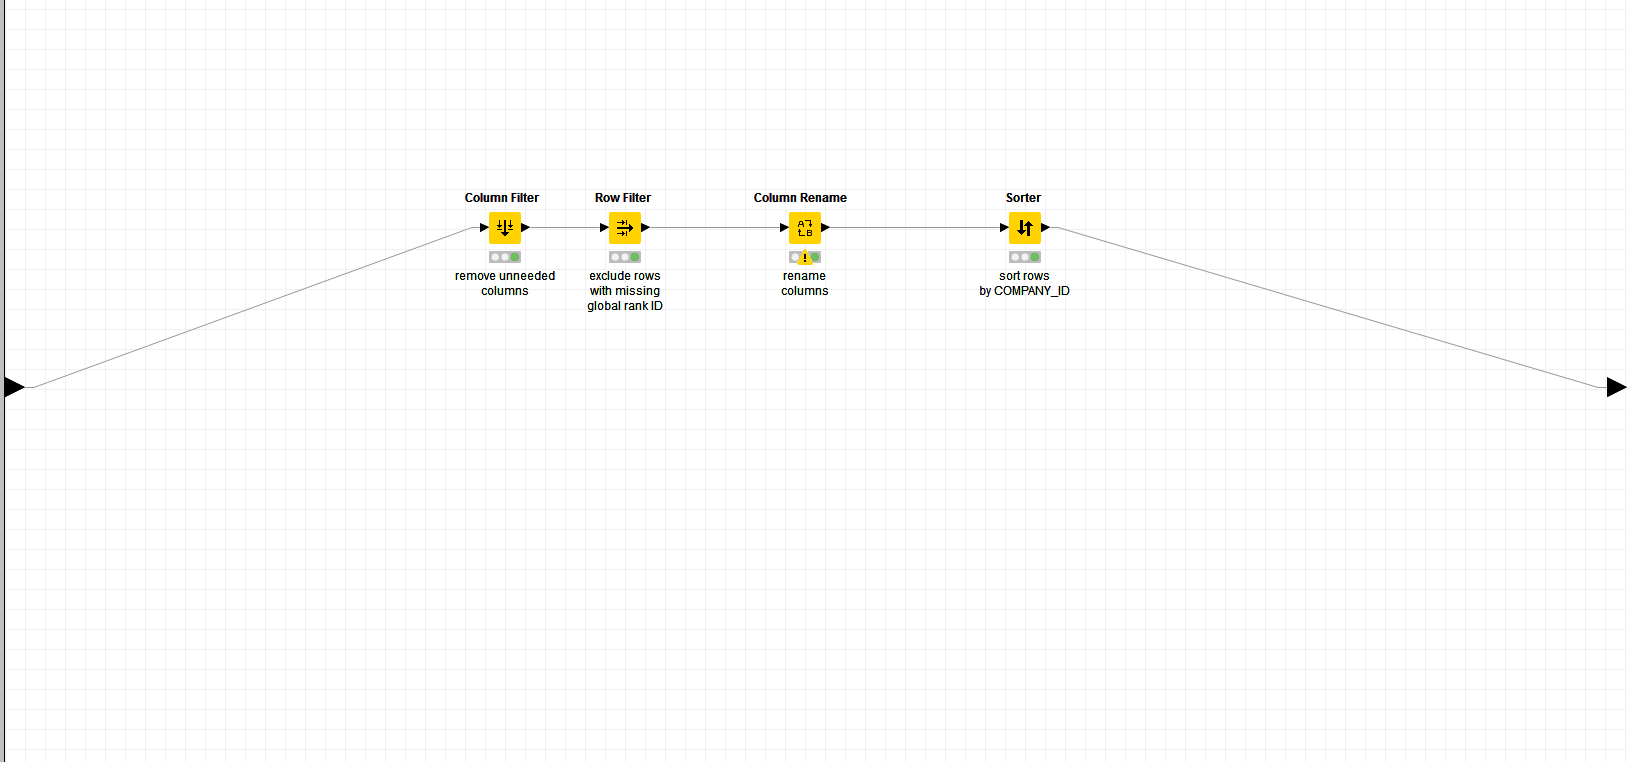 Column Filter
Row Filter
Column Rename
Sorter
A
B
remove unneeded
columns
exclude rows
with missing
global rank ID
rename
columns
sort rows
by COMPANY_ID